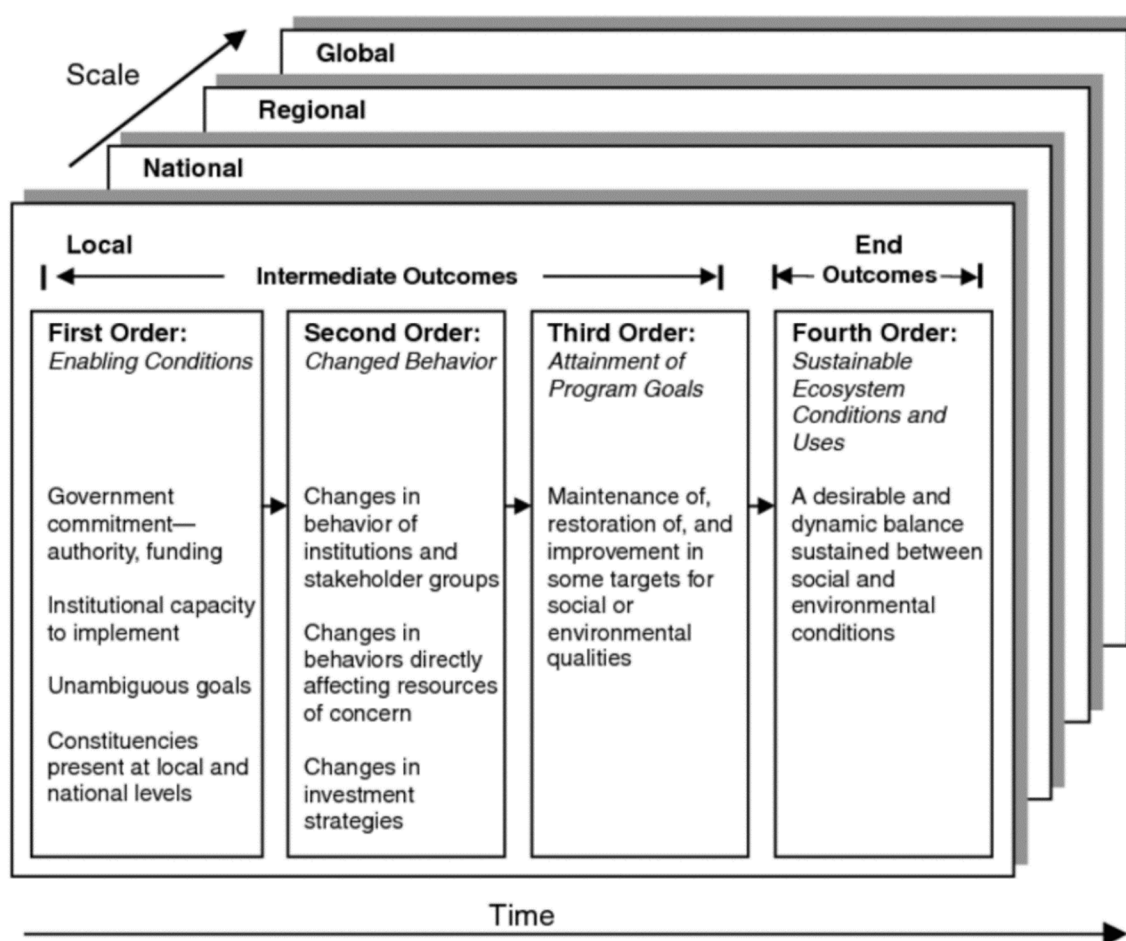 Scale
Global
Regional
National
Local
Intermediate Outcomes
End
Outcomes
First Order:
Enabling Conditions
Government
commitment—
authority, funding
Institutional capacity
to implement
Unambiguous goals
Constituencies
present at local and
national levels
Second Order:
Changed Behavior
Changes in
behavior of
institutions and
stakeholder groups
Changes in
behaviors directly
affecting resources
of concern
Changes in
investment
strategies
Third Order:
Attainment of
Program Goals
Maintenance of,
restoration of, and
improvement in
some targets for
social or
environmental
qualities
Fourth Order:
Sustainable
Ecosystem
Conditions and
Uses
A desirable and
dynamic balance
sustained between
social and
environmental
conditions
Time